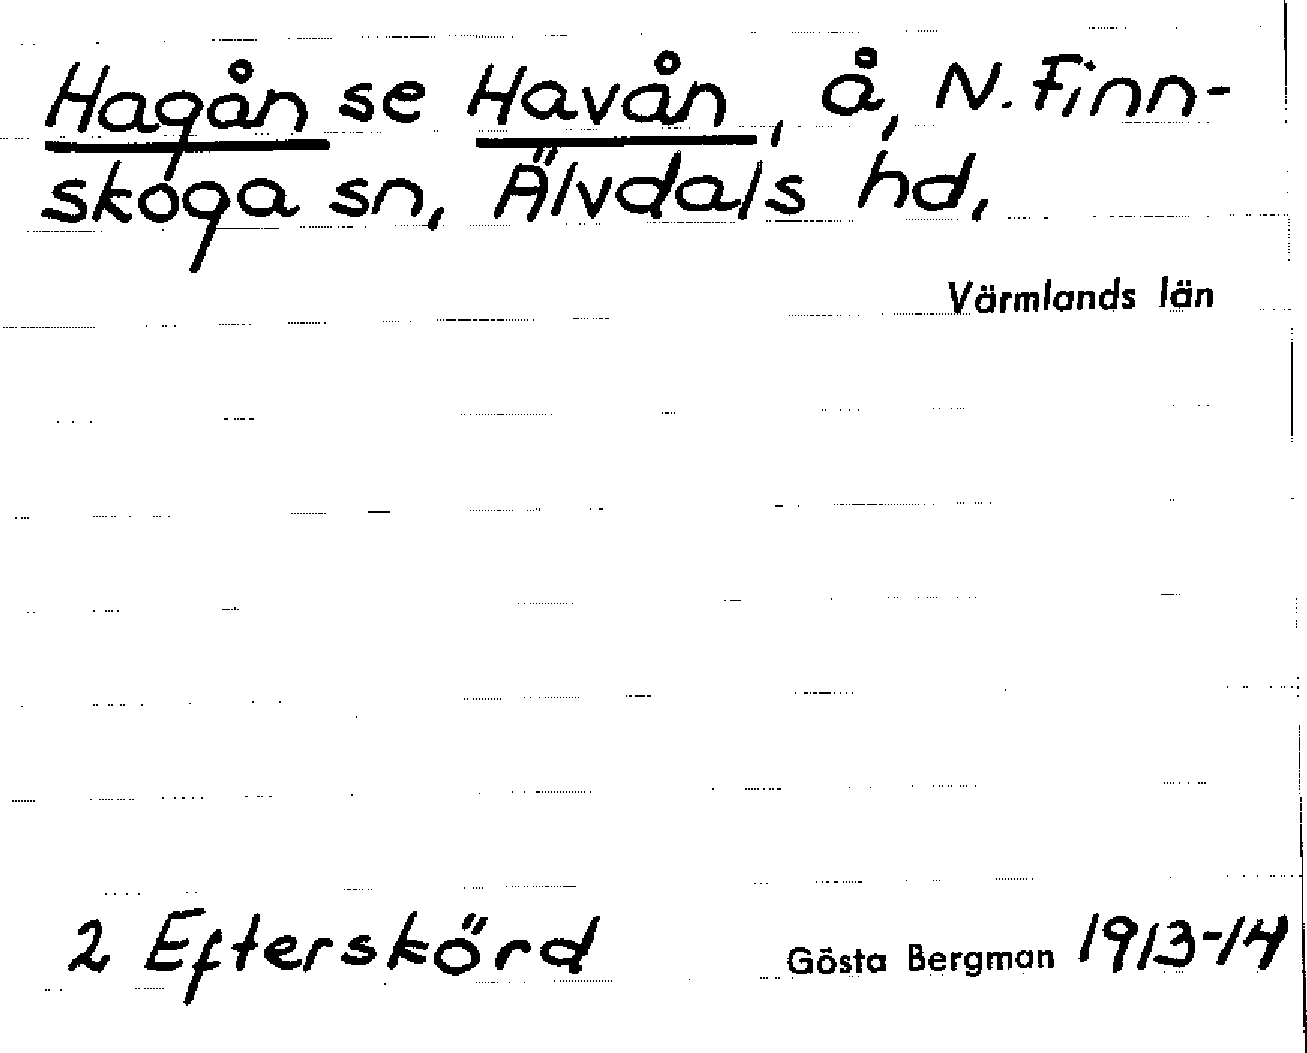 Hagån se Havån, å, N. Finn-
skoga sn, Älvdals hd,
Värmlands län
2 Efterskörd Gösta Bergman 1913-14